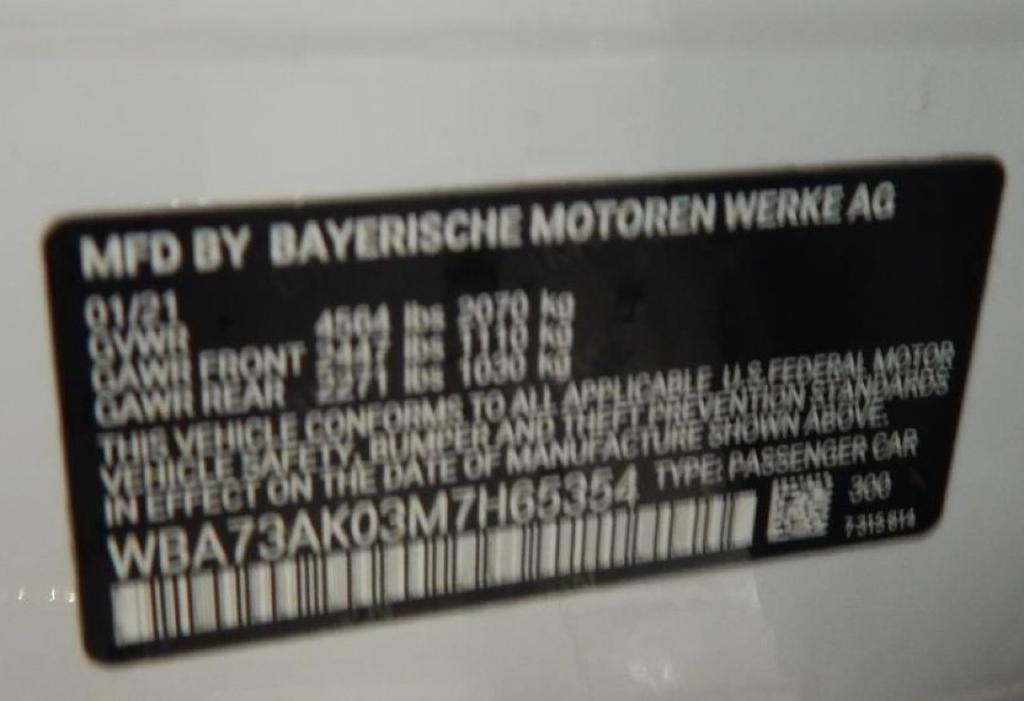 MFD BY BAYERISCHE MOTOREN WERKE AG
01/21
GVWR 4564 lbs 2070 kg
GAWR FRONT 2447 lbs 1110 kg
GAWR REAR 2271 lbs 1030 kg
THIS VEHICLE CONFORMS TO ALL APPLICABLE U.S FEDERAL MOTOR
VEHICLE SAFETY, BUMPER AND THEFT PREVENTION STANDARDS
IN EFFECT ON THE DATE OF MANUFACTURE SHOWN ABOVE.
WBA73AK03M7H65354 TYPE: PASSENGER CAR
300